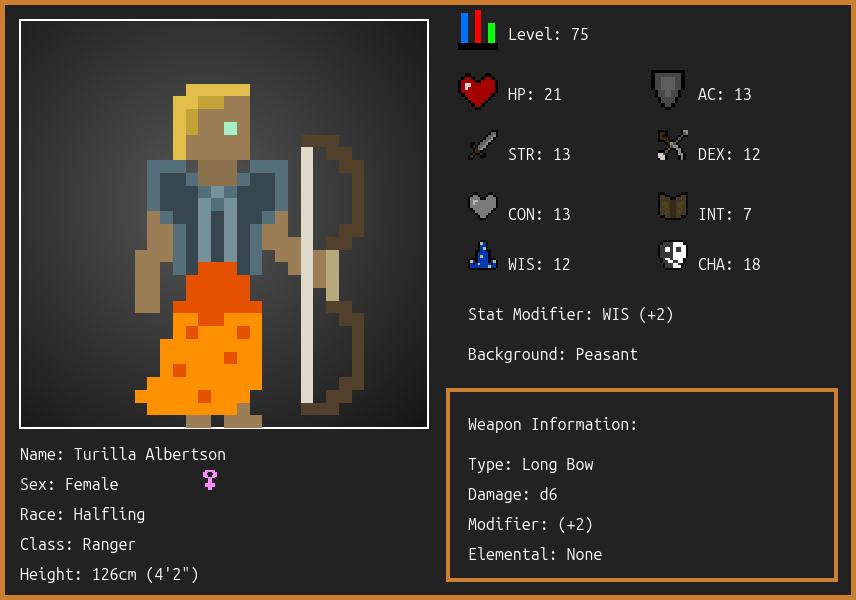 Level: 75
HP: 21
AC: 13
STR: 13
DEX: 12
CON: 13
INT: 7
WIS: 12
CHA: 18
Stat Modifier: WIS (+2)
Background: Peasant
Weapon Information:
Type: Long Bow
Damage: d6
Modifier: (+2)
Elemental: None
Name: Turilla Albertson
Sex: Female
Race: Halfling
Class: Ranger
Height: 126cm (4'2")